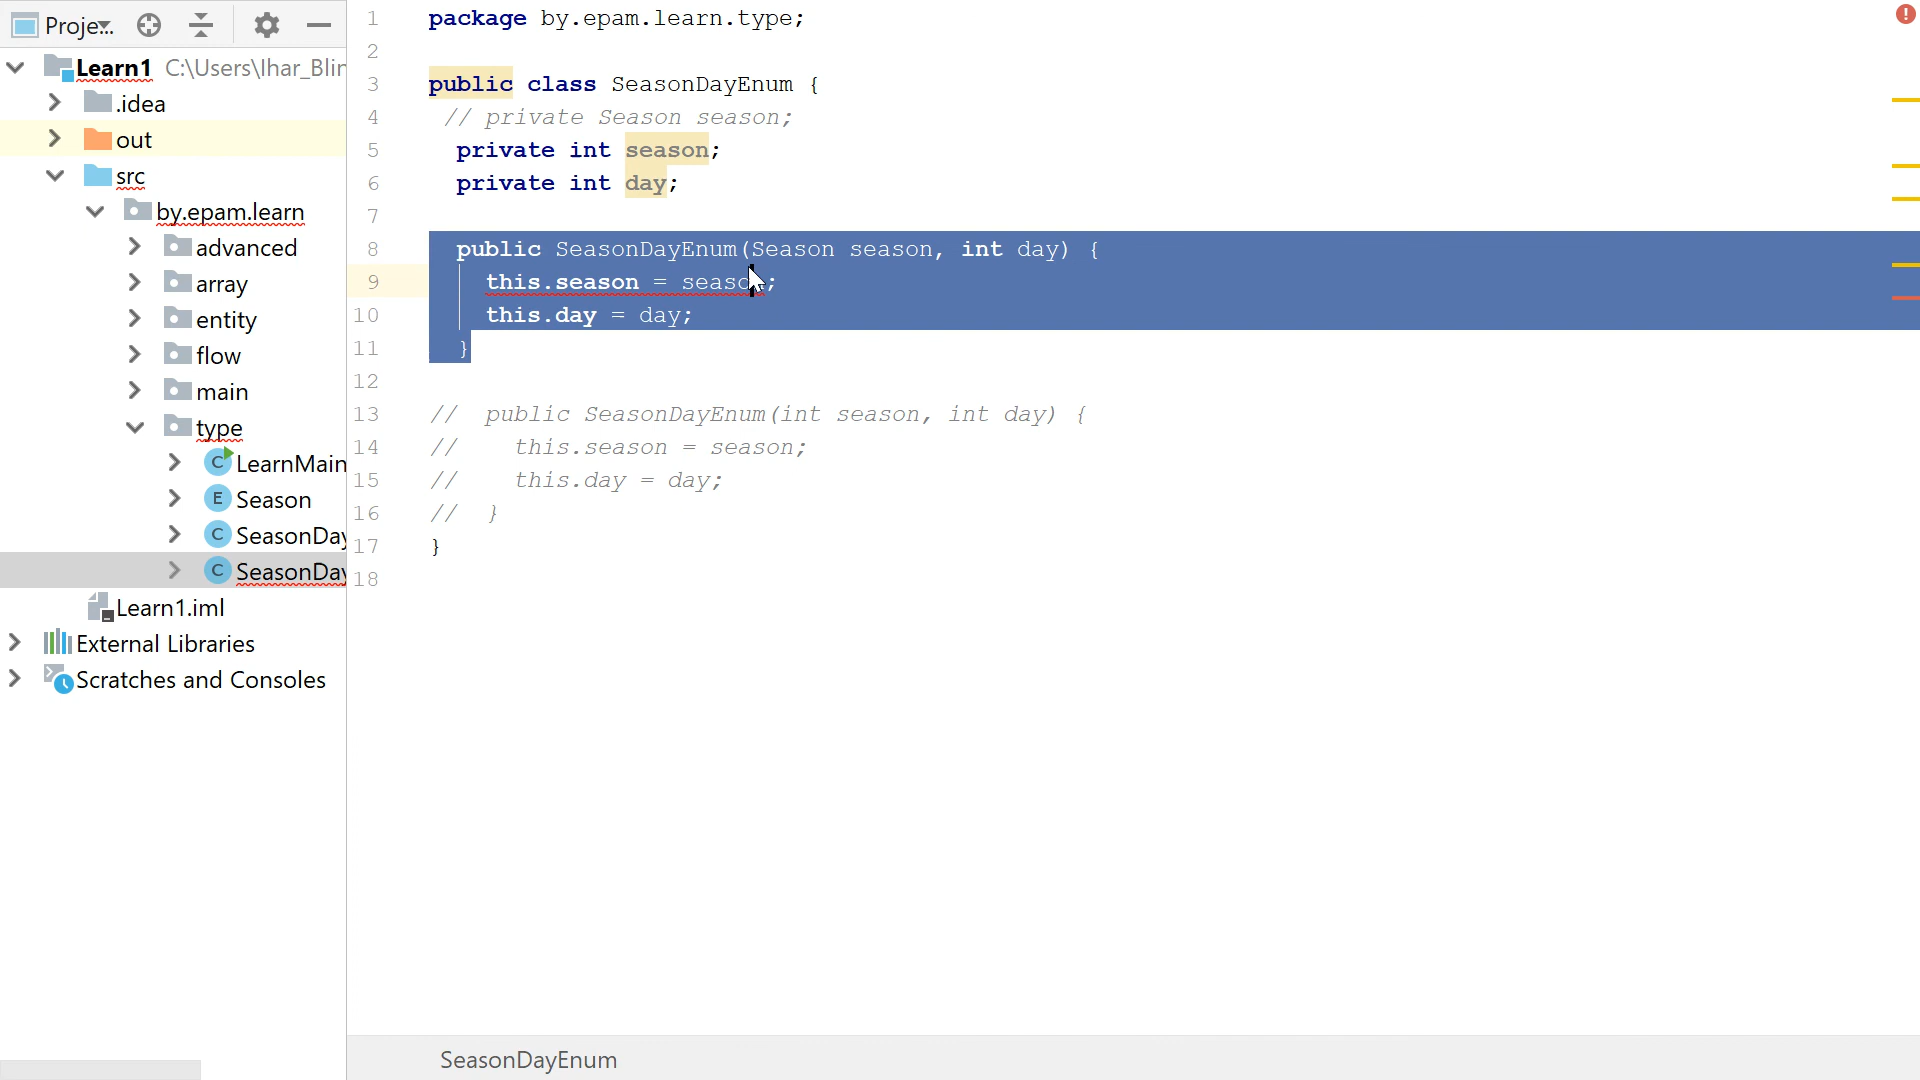 Proje...
Learn1 C:\Users\Ihar_Blin
.idea
out
src
by.epam.learn
advanced
array
entity
flow
main
type
LearnMain
Season
SeasonDay
SeasonDay
Learn1.iml
External Libraries
Scratches and Consoles
1 package by.epam.learn.type;
2
3 public class SeasonDayEnum {
4 // private Season season;
5 private int season;
6 private int day;
7
8 public SeasonDayEnum(Season season, int day) {
9 this.season = season;
10 this.day = day;
11 }
12
13 // public SeasonDayEnum(int season, int day) {
14 // this.season = season;
15 // this.day = day;
16 // }
17 }
18
SeasonDayEnum